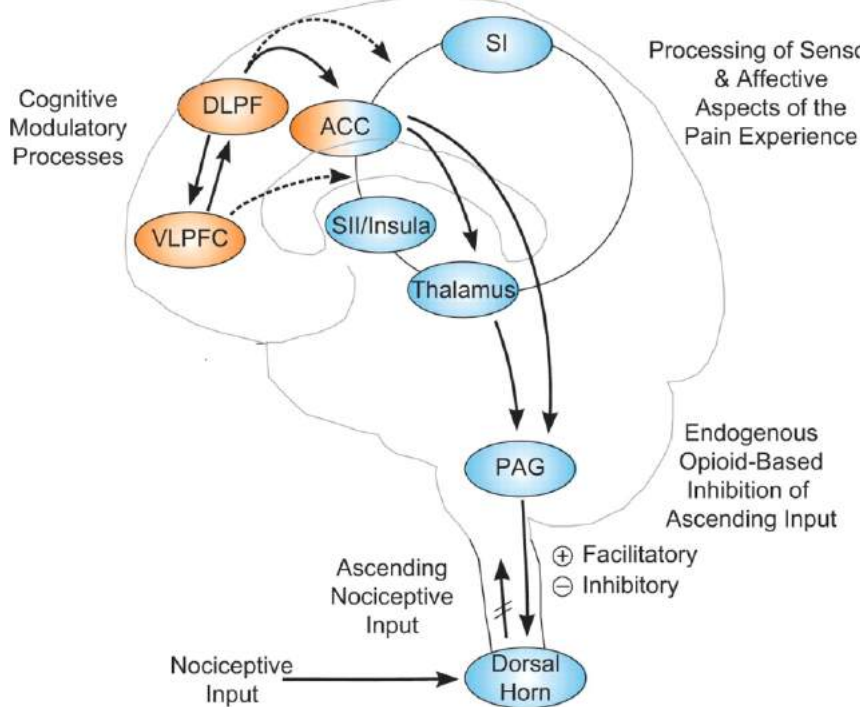 Cognitive
Modulatory
Processes
DLPF
VLPFC
ACC
SI
SII/Insula
Thalamus
Processing of Senso
& Affective
Aspects of the
Pain Experience
PAG
Endogenous
Opioid-Based
Inhibition of
Ascending Input
⊕ Facilitatory
⊖ Inhibitory
Ascending
Nociceptive
Input
Nociceptive
Input
Dorsal
Horn